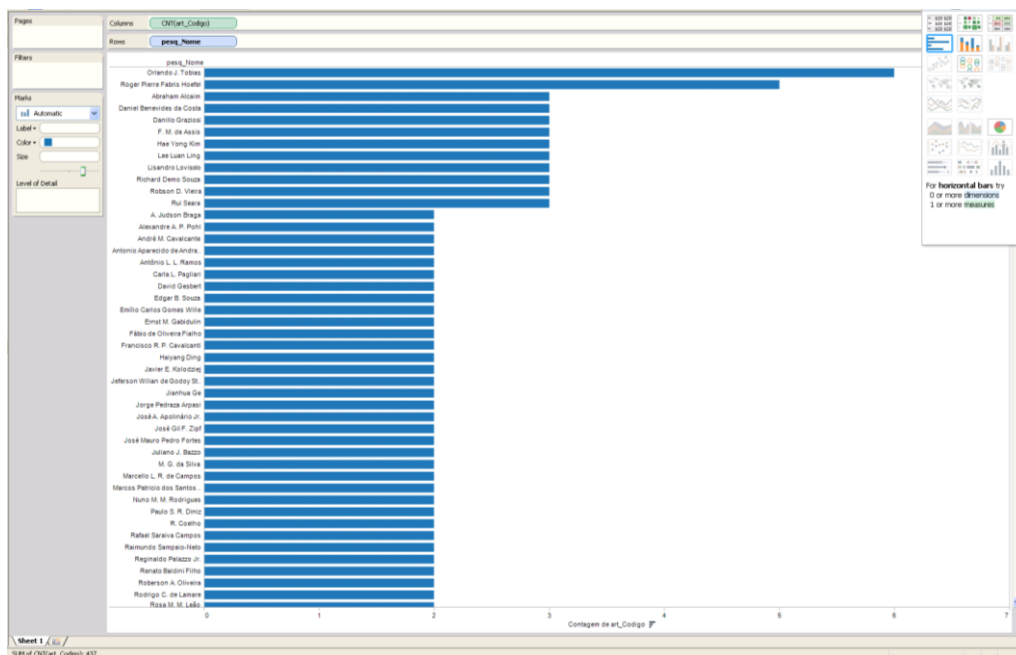 Pages
Columns
CNT(art_Codigo)
Rows
pesq_Nome
Filters
Marks
Automatic
Label
Color
Size
Level of Detail
pesq_Nome
Orlando J. Tobias
Roger Pierre Fabris Hoefel
Abraham Alcaim
Daniel Benevides da Costa
Danillo Graziosi
F. M. de Assis
Hae Yong Kim
Lee Luan Ling
Lisandro Lovisolo
Richard Demo Souza
Robson D. Vieira
Rui Seara
A. Judson Braga
Alexandre A. P. Pohl
André M. Cavalcante
Antonio Aparecido de Andra..
Antônio L. L. Ramos
Carla L. Pagliari
David Gesbert
Edgar B. Souza
Emílio Carlos Gomes Wille
Ernst M. Gabidulin
Fábio de Oliveira Fialho
Francisco R. P. Cavalcanti
Haiyang Ding
Javier E. Kolodziej
Jeferson Wilian de Godoy St..
Jianhua Ge
Jorge Pedraza Arpasi
José A. Apolinário Jr.
José Gil F. Zipf
José Mauro Pedro Fortes
Juliano J. Bazzo
M. G. da Silva
Marcello L. R. de Campos
Marcos Patricio dos Santos ..
Nuno M. M. Rodrigues
Paulo S. R. Diniz
R. Coelho
Rafael Saraiva Campos
Raimundo Sampaio-Neto
Reginaldo Palazzo Jr.
Renato Baldini Filho
Roberson A. Oliveira
Rodrigo C. de Lamare
Rosa M. M. Leão
0 1 2 3 4 5 6 7
Contagem de art_Codigo
For horizontal bars try
0 or more dimensions
1 or more measures
Sheet 1
SUM of CNT(art_Codigo): 437